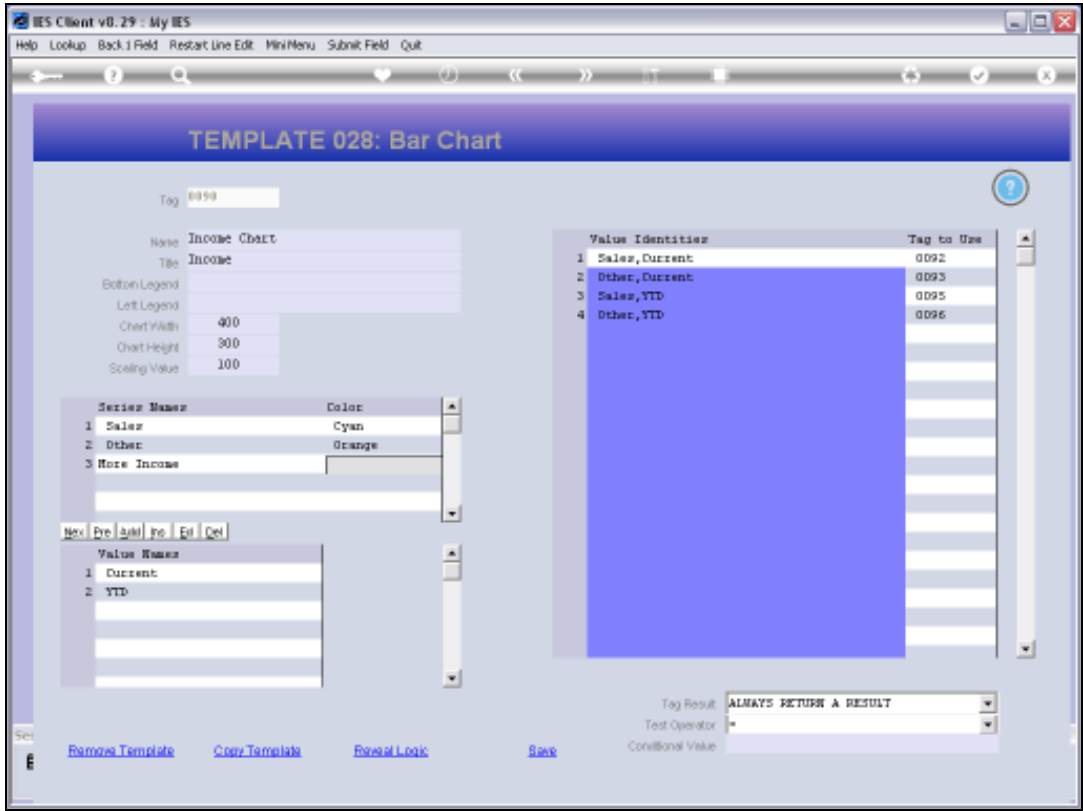 IES Client v8.29 : My IES
Help Lookup Back 1 Field Restart Line Edit MiniMenu Submit Field Quit
TEMPLATE 028: Bar Chart
Tag 0090
Name Income Chart
Title Income
Bottom Legend
Left Legend
Chart Width 400
Chart Height 300
Scaling Value 100
Series Names Color
1 Sales Cyan
2 Other Orange
3 More Income
Nex Pre Add Ins Ed Del
Value Names
1 Current
2 YTD
Value Identities Tag to Use
1 Sales,Current 0092
2 Other,Current 0093
3 Sales,YTD 0095
4 Other,YTD 0096
Tag Result ALWAYS RETURN A RESULT
Test Operator =
Conditional Value
Remove Template Copy Template Reveal Logic Save